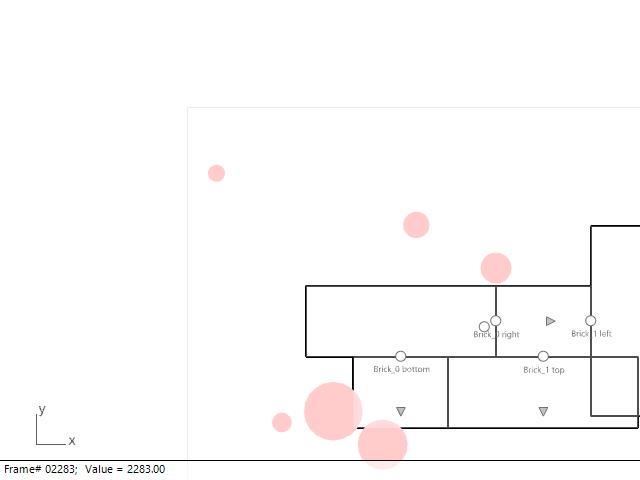 Brick_0 right
Brick_1 left
Brick_0 bottom
Brick_1 top
y
x
Frame# 02283; Value = 2283.00